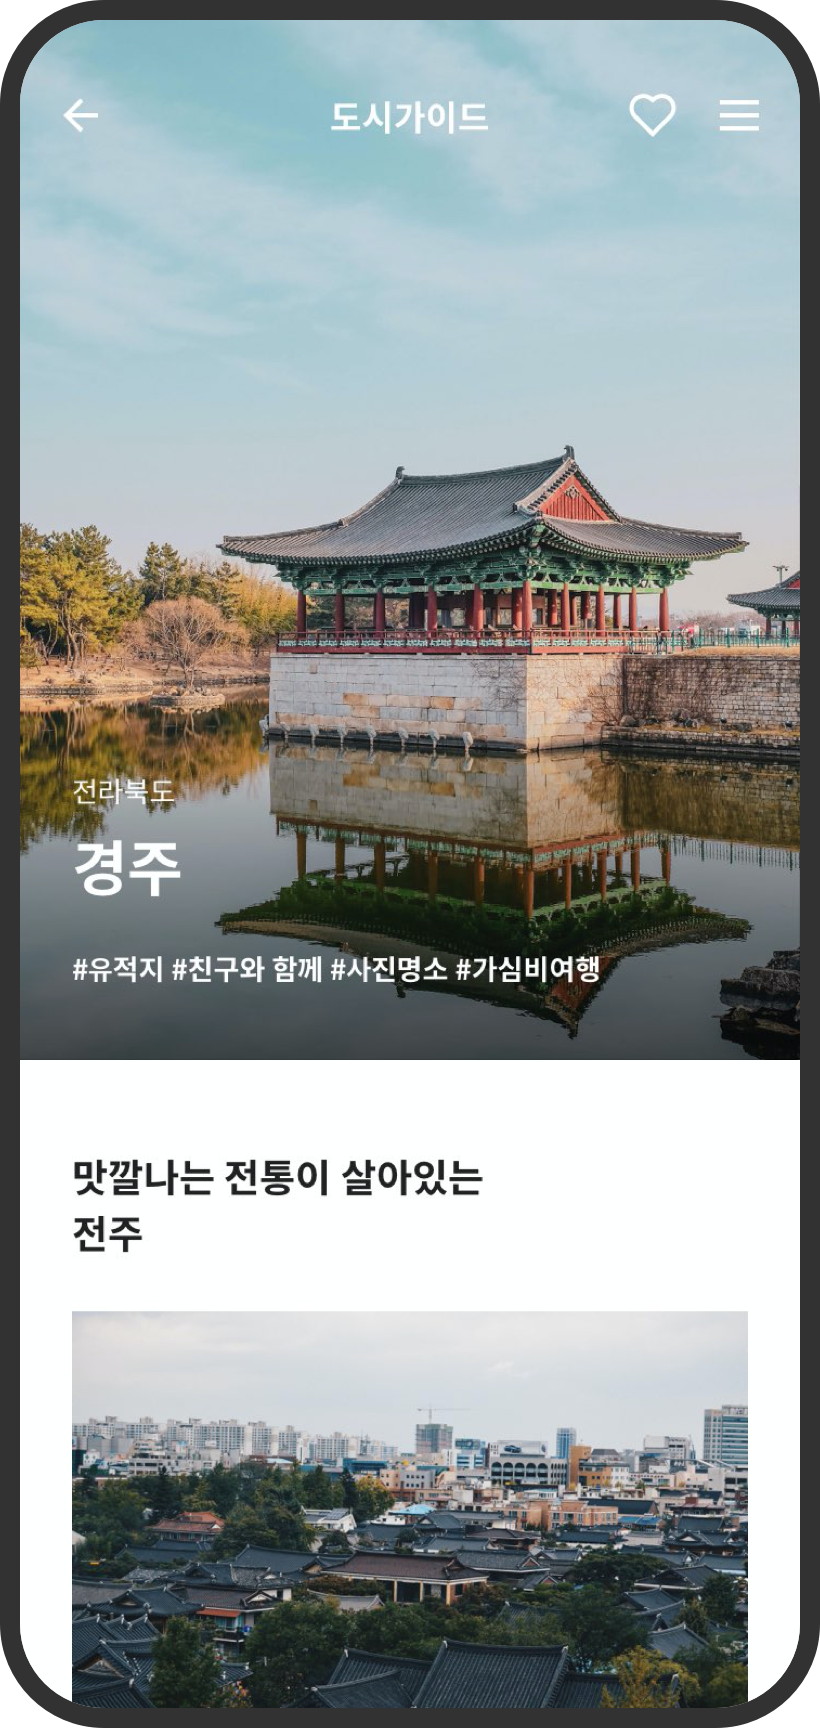 도시가이드
전라북도
경주
#유적지 #친구와 함께 #사진명소 #가심비여행
맛깔나는 전통이 살아있는
전주